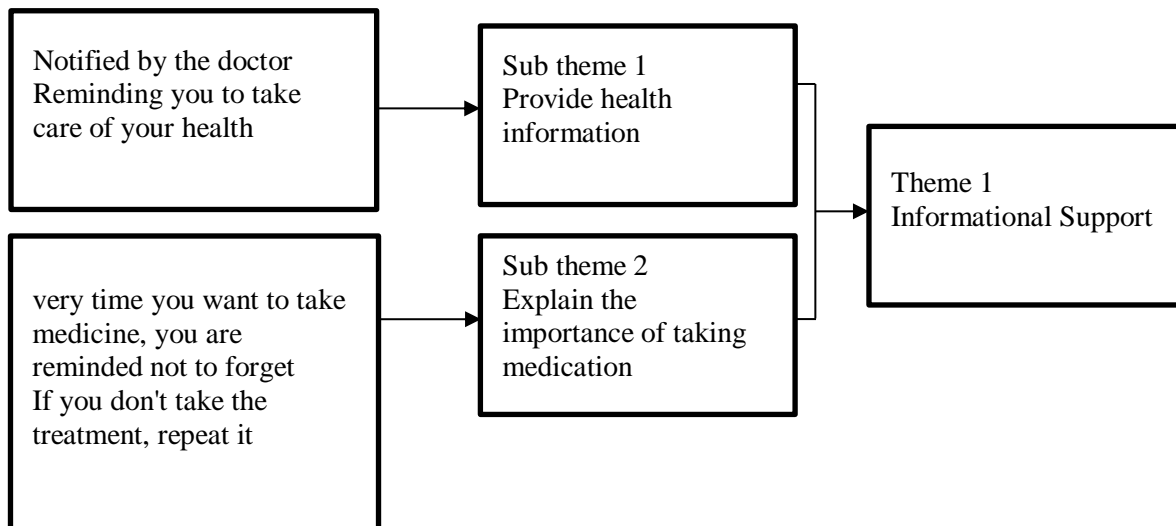 Notified by the doctor
Reminding you to take
care of your health
Sub theme 1
Provide health
information
Theme 1
Informational Support
very time you want to take
medicine, you are
reminded not to forget
If you don't take the
treatment, repeat it
Sub theme 2
Explain the
importance of taking
medication